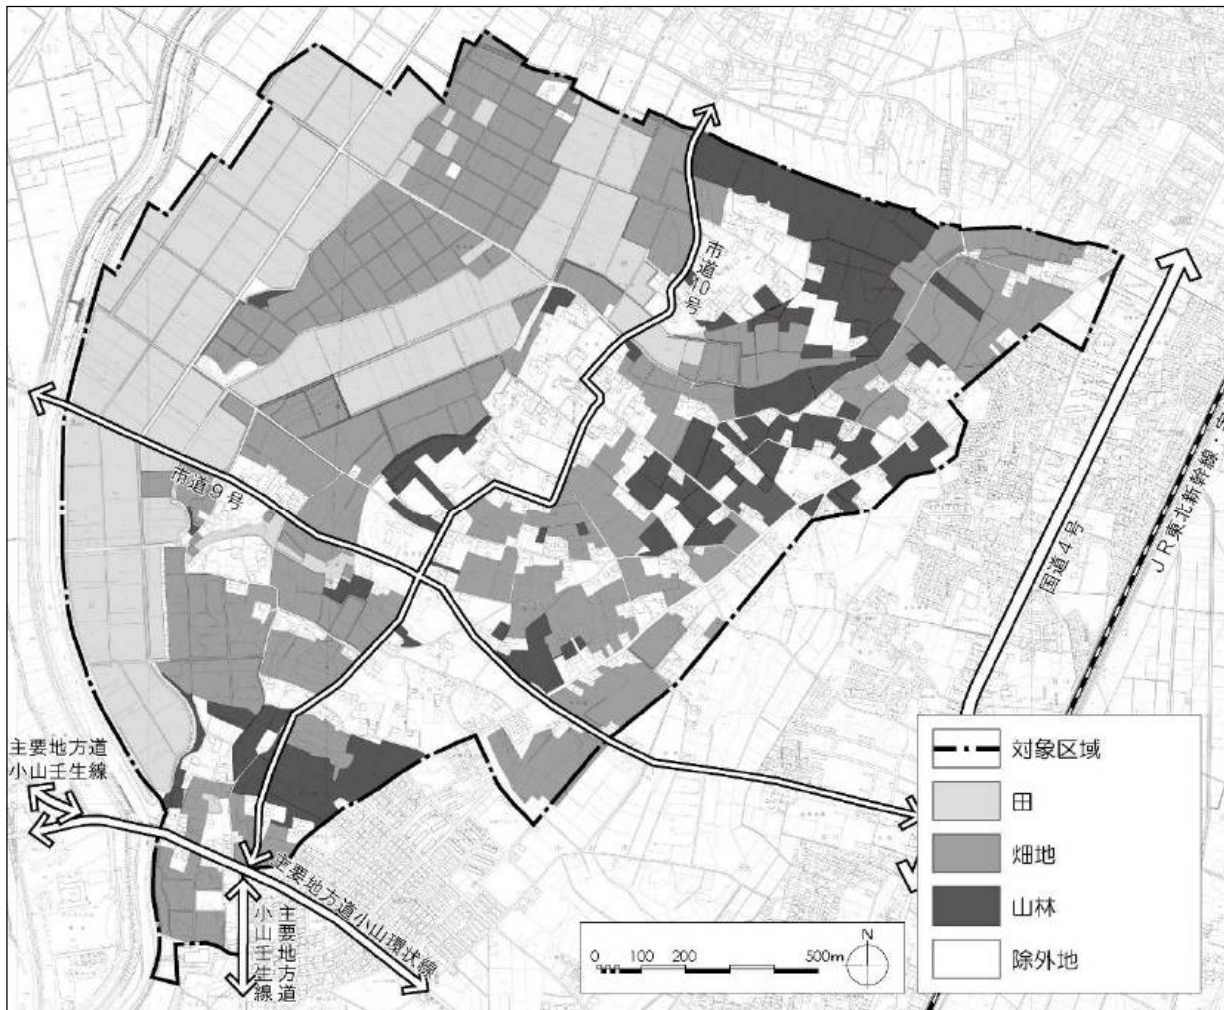 市道10号
市道9号
国道4号
JR東北新幹線・宇
主要地方道
小山壬生線
主要地方道小山環状線
主要地方道
小山壬生線
対象区域
田
畑地
山林
除外地
0 100 200 500m
N